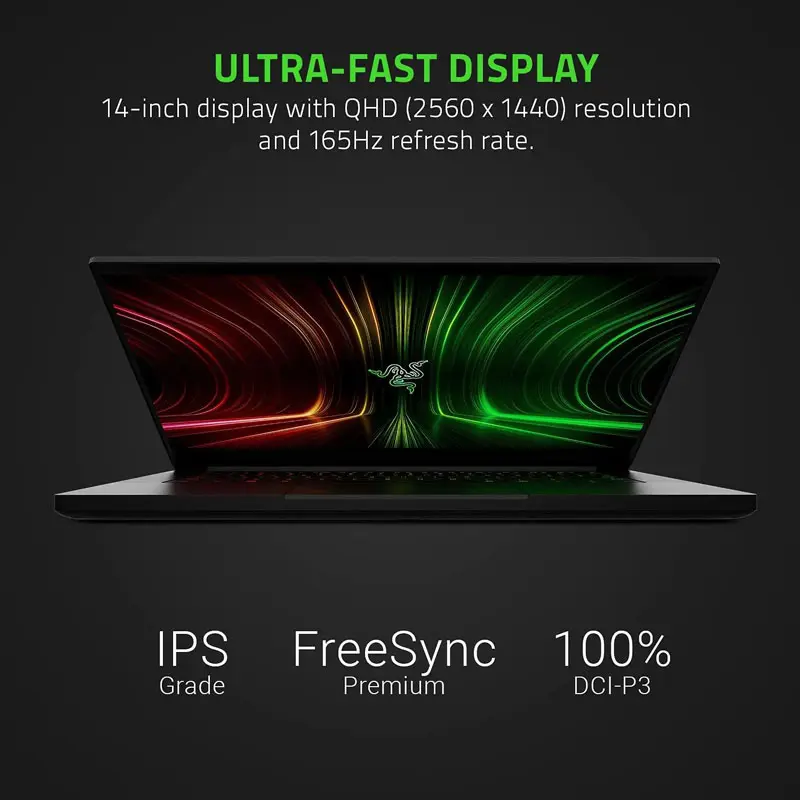 ULTRA-FAST DISPLAY
14-inch display with QHD (2560 x 1440) resolution
and 165Hz refresh rate.
IPS
Grade
FreeSync
Premium
100%
DCI-P3